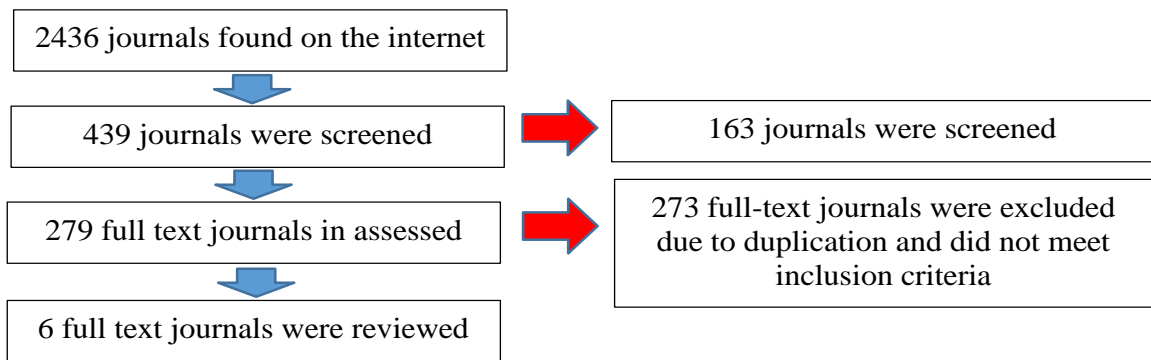 2436 journals found on the internet
439 journals were screened
163 journals were screened
279 full text journals in assessed
273 full-text journals were excluded
due to duplication and did not meet
inclusion criteria
6 full text journals were reviewed